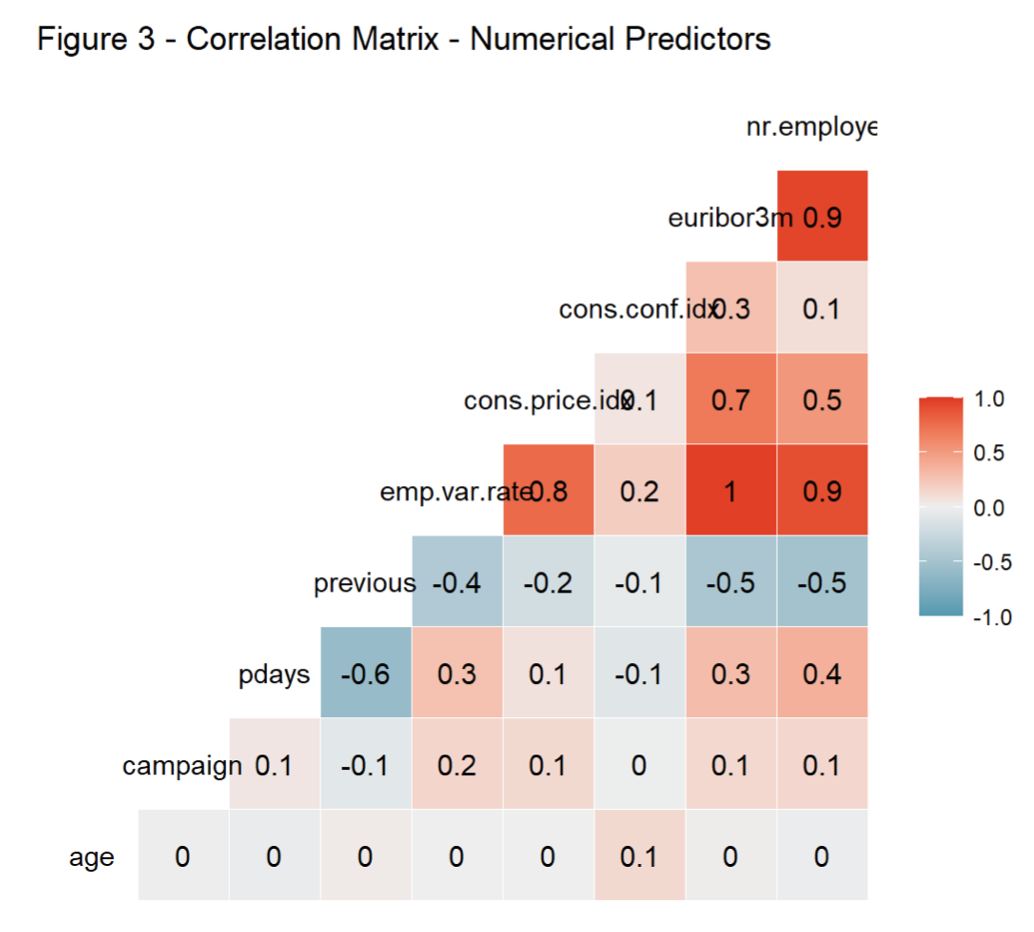 Figure 3 - Correlation Matrix - Numerical Predictors
nr.employe
euribor3m 0.9
cons.conf.idx 0.3 0.1
cons.price.idx 0.1 0.7 0.5
emp.var.rate 0.8 0.2 1 0.9
previous -0.4 -0.2 -0.1 -0.5 -0.5
pdays -0.6 0.3 0.1 -0.1 0.3 0.4
campaign 0.1 -0.1 0.2 0.1 0 0.1 0.1
age 0 0 0 0 0 0.1 0 0
1.0
0.5
0.0
-0.5
-1.0